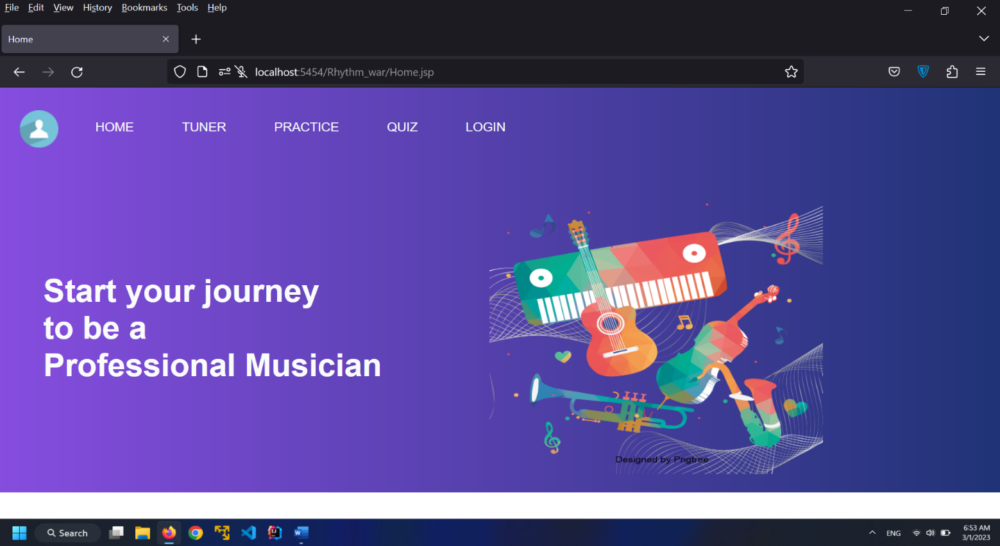 File Edit View History Bookmarks Tools Help
Home
localhost:5454/Rhythm_war/Home.jsp
HOME TUNER PRACTICE QUIZ LOGIN
Start your journey
to be a
Professional Musician
Designed by Pngtree
Search
W
ENG
6:53 AM
3/1/2023